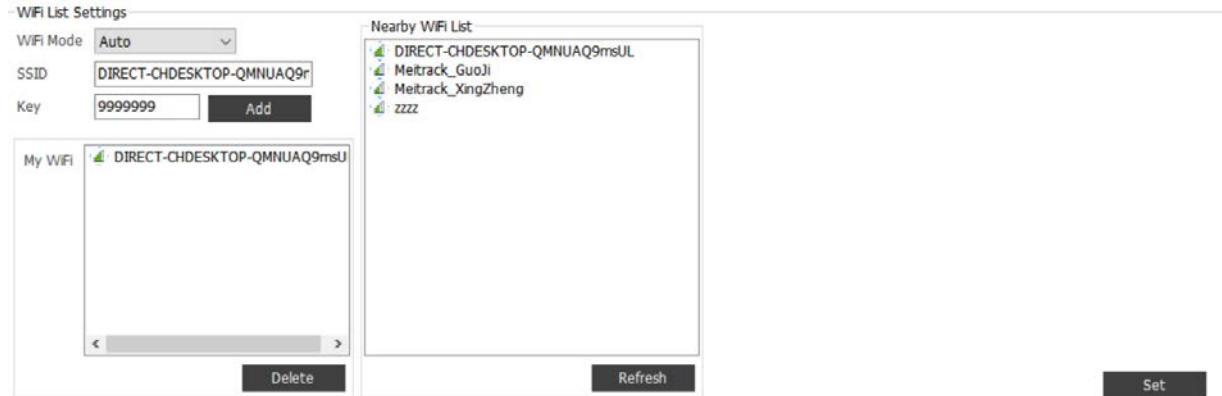 WiFi List Settings
WiFi Mode Auto
SSID DIRECT-CHDESKTOP-QMNUAQ9r
Key 9999999 Add
My WiFi DIRECT-CHDESKTOP-QMNUAQ9msU
Delete
Nearby WiFi List
DIRECT-CHDESKTOP-QMNUAQ9msUL
Meitrack_GuoJi
Meitrack_XingZheng
zzzz
Refresh
Set